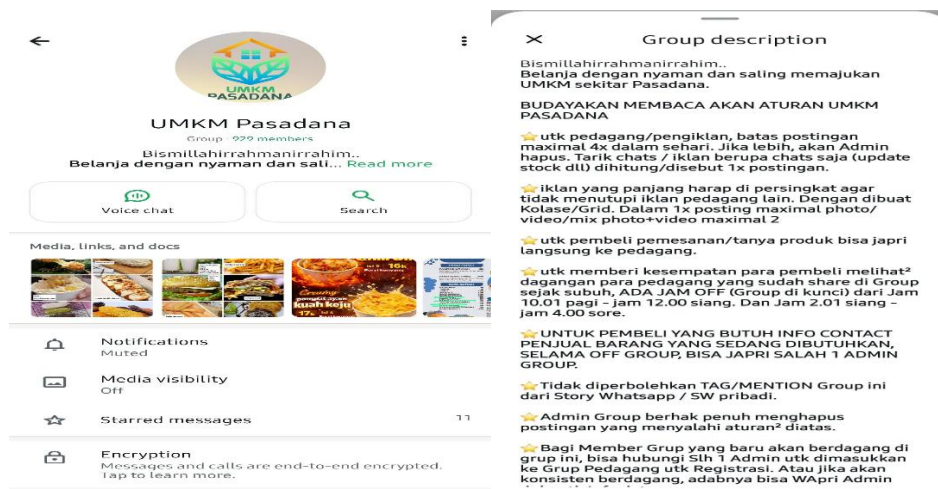 UMKM
PASADANA
UMKM Pasadana
Group · 929 members
Bismillahirrahmanirrahim..
Belanja dengan nyaman dan sali... Read more
Voice chat
Search
Media, links, and docs
16K
Creamy
kuah keju
17K
Notifications
Muted
Media visibility
Off
Starred messages
11
Encryption
Messages and calls are end-to-end encrypted.
Tap to learn more.
Group description
Bismillahirrahmanirrahim..
Belanja dengan nyaman dan saling memajukan
UMKM sekitar Pasadana.
BUDAYAKAN MEMBACA AKAN ATURAN UMKM
PASADANA
⭐utk pedagang/pengiklan, batas postingan
maximal 4x dalam sehari. Jika lebih, akan Admin
hapus. Tarik chats / iklan berupa chats saja (update
stock dll) dihitung/disebut 1x postingan.
⭐iklan yang panjang harap di persingkat agar
tidak menutupi iklan pedagang lain. Dengan dibuat
Kolase/Grid. Dalam 1x posting maximal photo/
video/mix photo+video maximal 2
⭐utk pembeli pemesanan/tanya produk bisa japri
langsung ke pedagang.
⭐utk memberi kesempatan para pembeli melihat²
dagangan para pedagang yang sudah share di Group
sejak subuh, ADA JAM OFF (Group di kunci) dari Jam
10.01 pagi - jam 12.00 siang. Dan Jam 2.01 siang -
jam 4.00 sore.
⭐UNTUK PEMBELI YANG BUTUH INFO CONTACT
PENJUAL BARANG YANG SEDANG DIBUTUHKAN,
SELAMA OFF GROUP, BISA JAPRI SALAH 1 ADMIN
GROUP.
⭐Tidak diperbolehkan TAG/MENTION Group ini
dari Story Whatsapp / SW pribadi.
⭐Admin Group berhak penuh menghapus
postingan yang menyalahi aturan² diatas.
⭐Bagi Member Grup yang baru akan berdagang di
grup ini, bisa hubungi Slh 1 Admin utk dimasukkan
ke Grup Pedagang utk Registrasi. Atau jika akan
konsisten berdagang, adabnya bisa WApri Admin